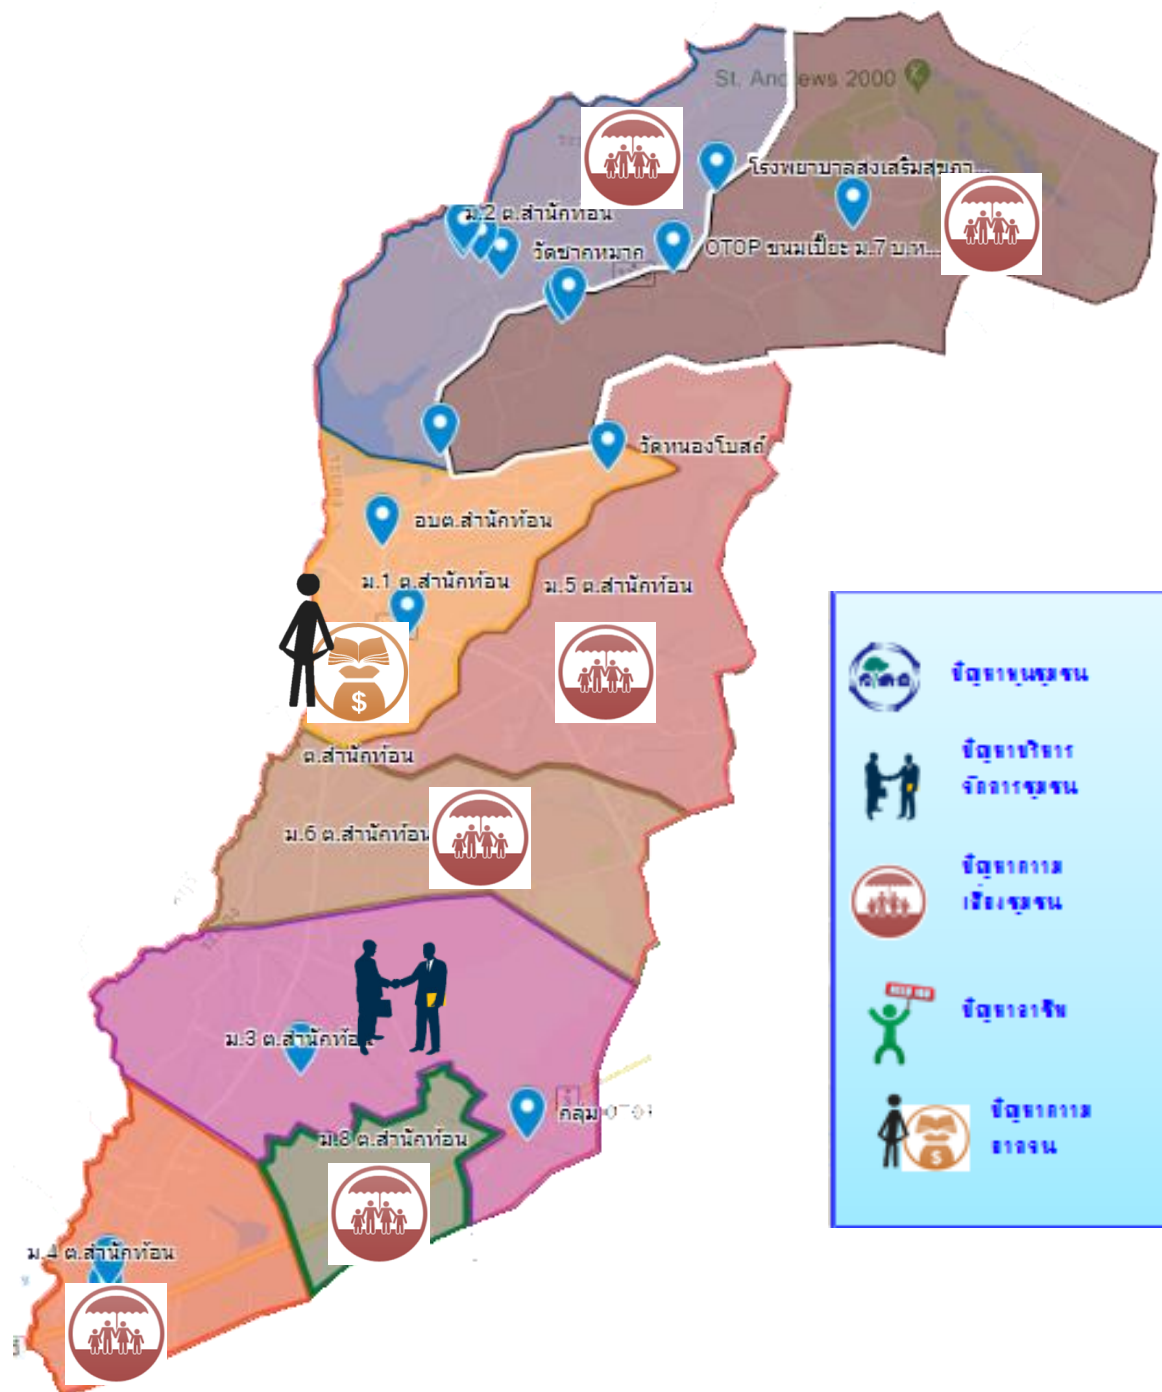 St. Andrews 2000
โรงพยาบาลส่งเสริมสุขภา...
ม.2 ต.สำนักท้อน
วัดชากหมาก
OTOP ขนมเปี๊ยะ ม.7 บ.ท...
วัดหนองโบสถ์
อบต.สำนักท้อน
ม.1 ต.สำนักท้อน
ม.5 ต.สำนักท้อน
ต.สำนักท้อน
ม.6 ต.สำนักท้อน
ม.3 ต.สำนักท้อ
กลุ่ม
ม.8 ต.สำนักท้อน
ม.4 ต.สำนักท้อน
ปัญหาทุนชุมชน
ปัญหาบริหาร
จัดการชุมชน
ปัญหาความ
เสี่ยงชุมชน
ปัญหาอาชีพ
ปัญหาความ
ยากจน
$
$